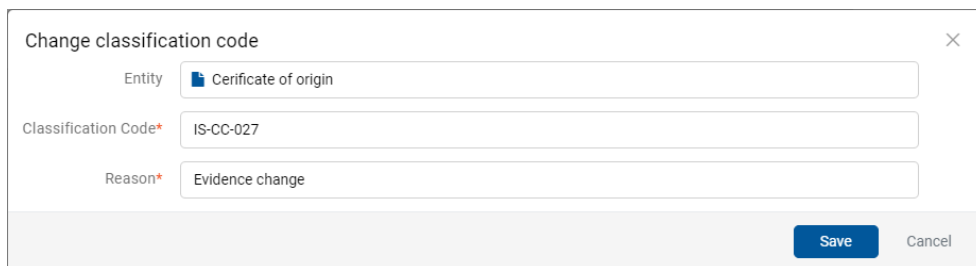 Change classification code
Entity Cerificate of origin
Classification Code* IS-CC-027
Reason* Evidence change
Save Cancel